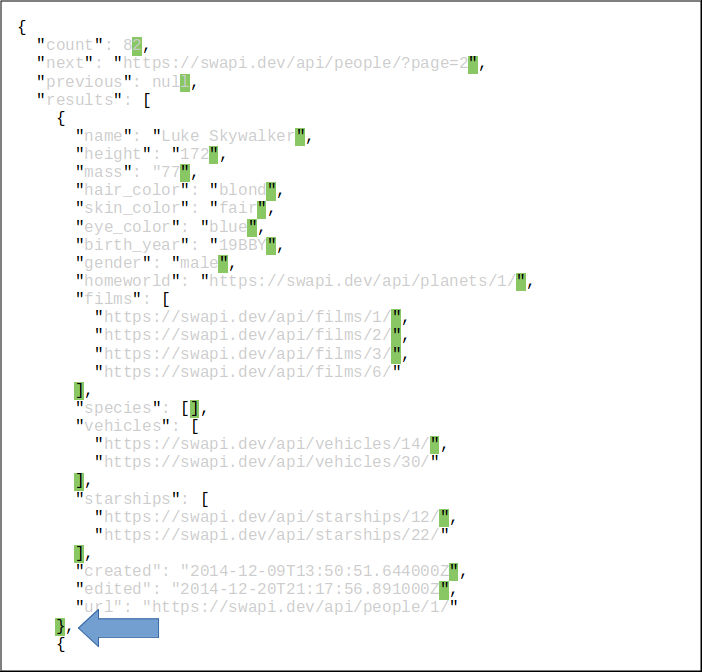 {
"count": 82,
"next": "https://swapi.dev/api/people/?page=2",
"previous": null,
"results": [
{
"name": "Luke Skywalker",
"height": "172",
"mass": "77",
"hair_color": "blond",
"skin_color": "fair",
"eye_color": "blue",
"birth_year": "19BBY",
"gender": "male",
"homeworld": "https://swapi.dev/api/planets/1/",
"films": [
"https://swapi.dev/api/films/1/",
"https://swapi.dev/api/films/2/",
"https://swapi.dev/api/films/3/",
"https://swapi.dev/api/films/6/"
],
"species": [],
"vehicles": [
"https://swapi.dev/api/vehicles/14/",
"https://swapi.dev/api/vehicles/30/"
],
"starships": [
"https://swapi.dev/api/starships/12/",
"https://swapi.dev/api/starships/22/"
],
"created": "2014-12-09T13:50:51.644000Z",
"edited": "2014-12-20T21:17:56.891000Z",
"url": "https://swapi.dev/api/people/1/"
},
{